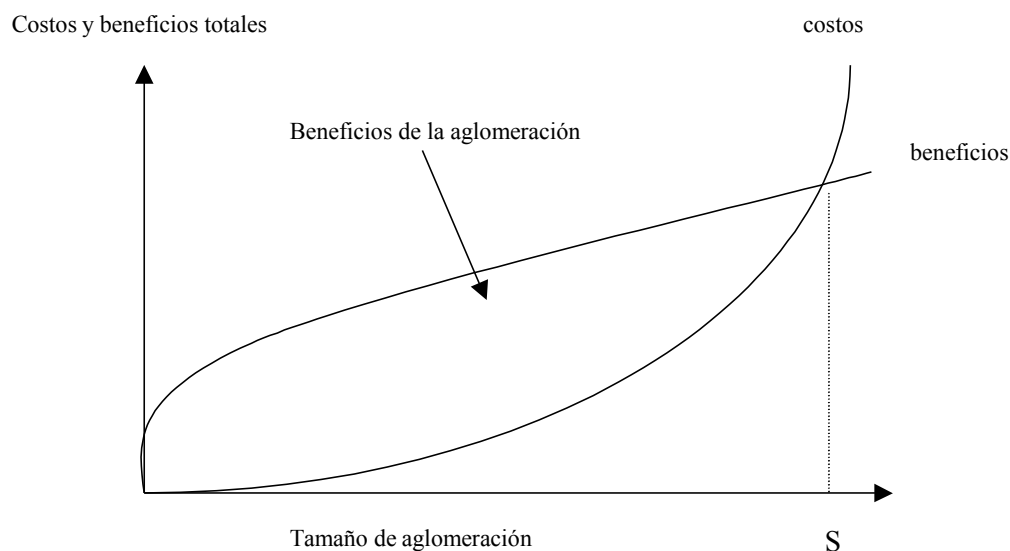 Costos y beneficios totales
costos
Beneficios de la aglomeración
beneficios
Tamaño de aglomeración
S